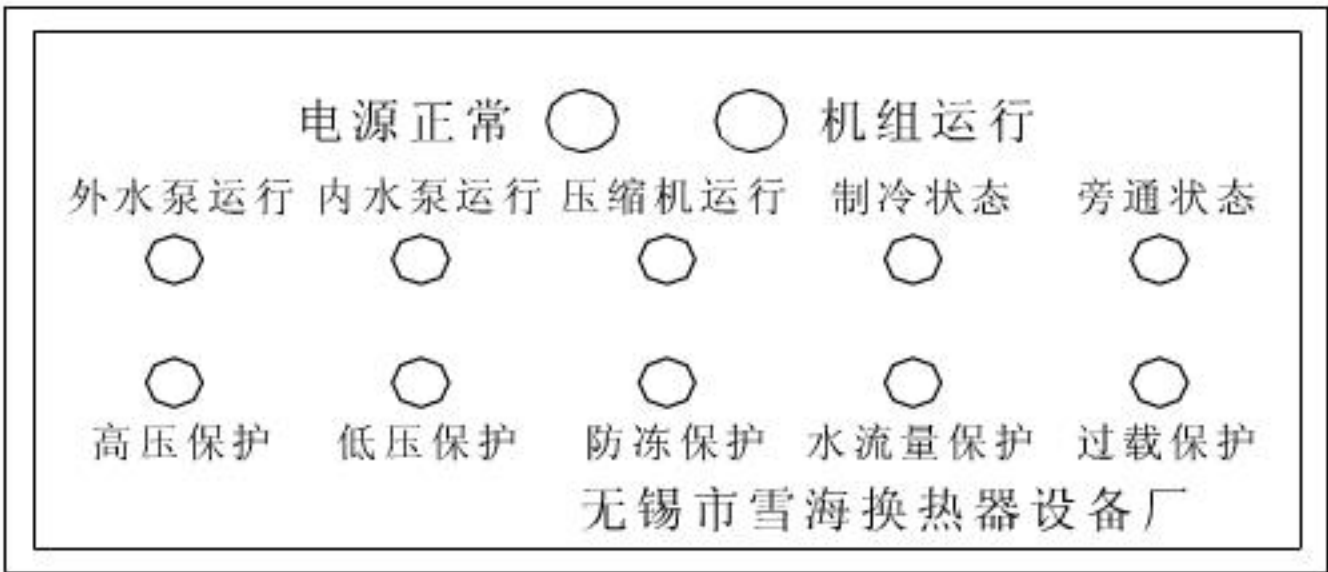 电源正常 机组运行
外水泵运行 内水泵运行 压缩机运行 制冷状态 旁通状态
高压保护 低压保护 防冻保护 水流量保护 过载保护
无锡市雪海换热器设备厂